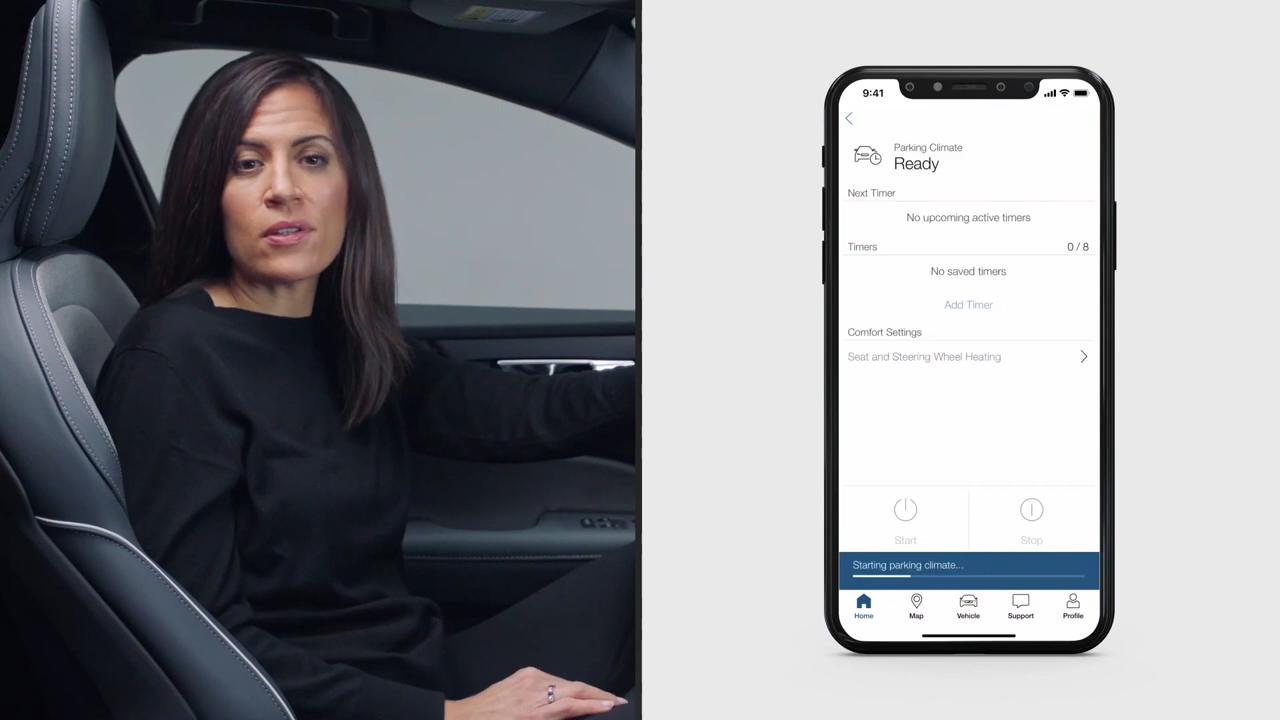 9:41
Parking Climate
Ready
Next Timer
No upcoming active timers
Timers 0 / 8
No saved timers
Add Timer
Comfort Settings
Seat and Steering Wheel Heating
Start Stop
Starting parking climate...
Home Map Vehicle Support Profile